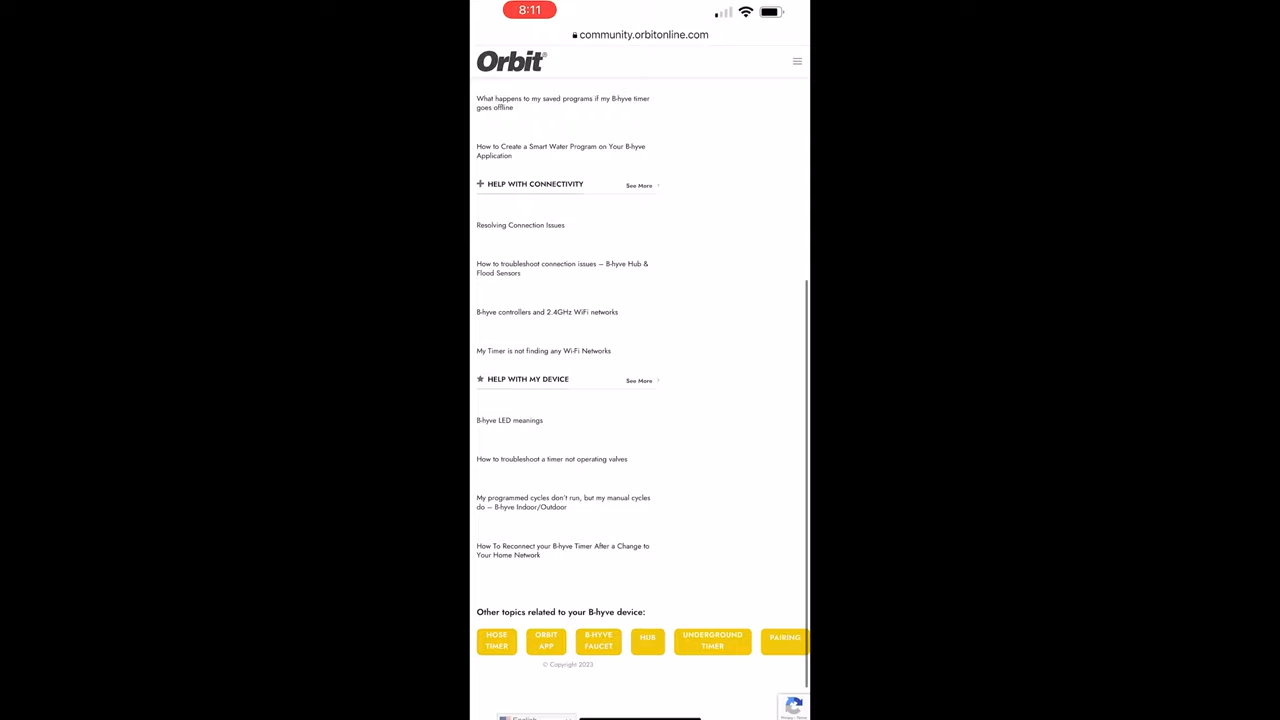 8:11
community.orbitonline.com
Orbit®
What happens to my saved programs if my B-hyve timer
goes offline
How to Create a Smart Water Program on Your B-hyve
Application
HELP WITH CONNECTIVITY
See More
Resolving Connection Issues
How to troubleshoot connection issues – B-hyve Hub &
Flood Sensors
B-hyve controllers and 2.4GHz WiFi networks
My Timer is not finding any Wi-Fi Networks
HELP WITH MY DEVICE
See More
B-hyve LED meanings
How to troubleshoot a timer not operating valves
My programmed cycles don't run, but my manual cycles
do – B-hyve Indoor/Outdoor
How To Reconnect your B-hyve Timer After a Change to
Your Home Network
Other topics related to your B-hyve device:
HOSE
TIMER
ORBIT
APP
B-HYVE
FAUCET
HUB
UNDERGROUND
TIMER
PAIRING
© Copyright 2023
English
Privacy - Terms